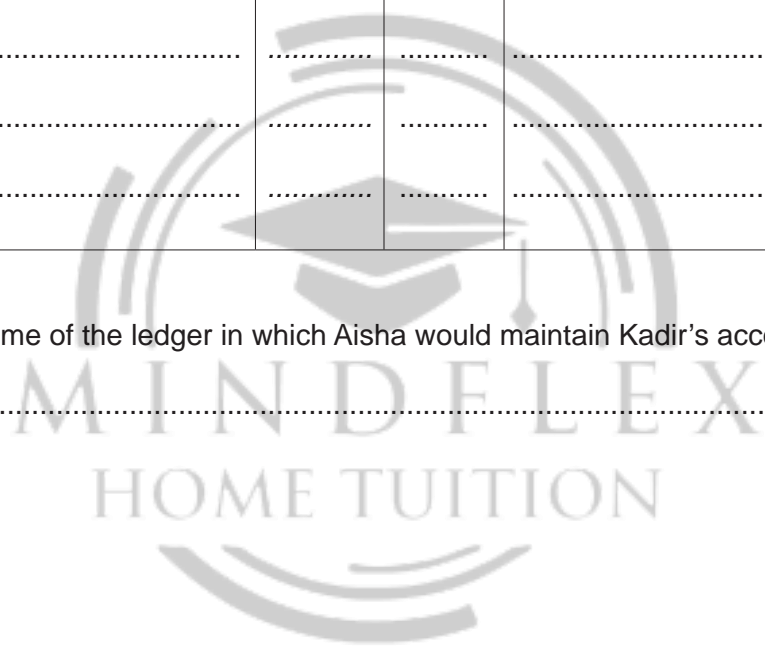 me of the ledger in which Aisha would maintain Kadir's acc
MINDFLEX
HOME TUITION